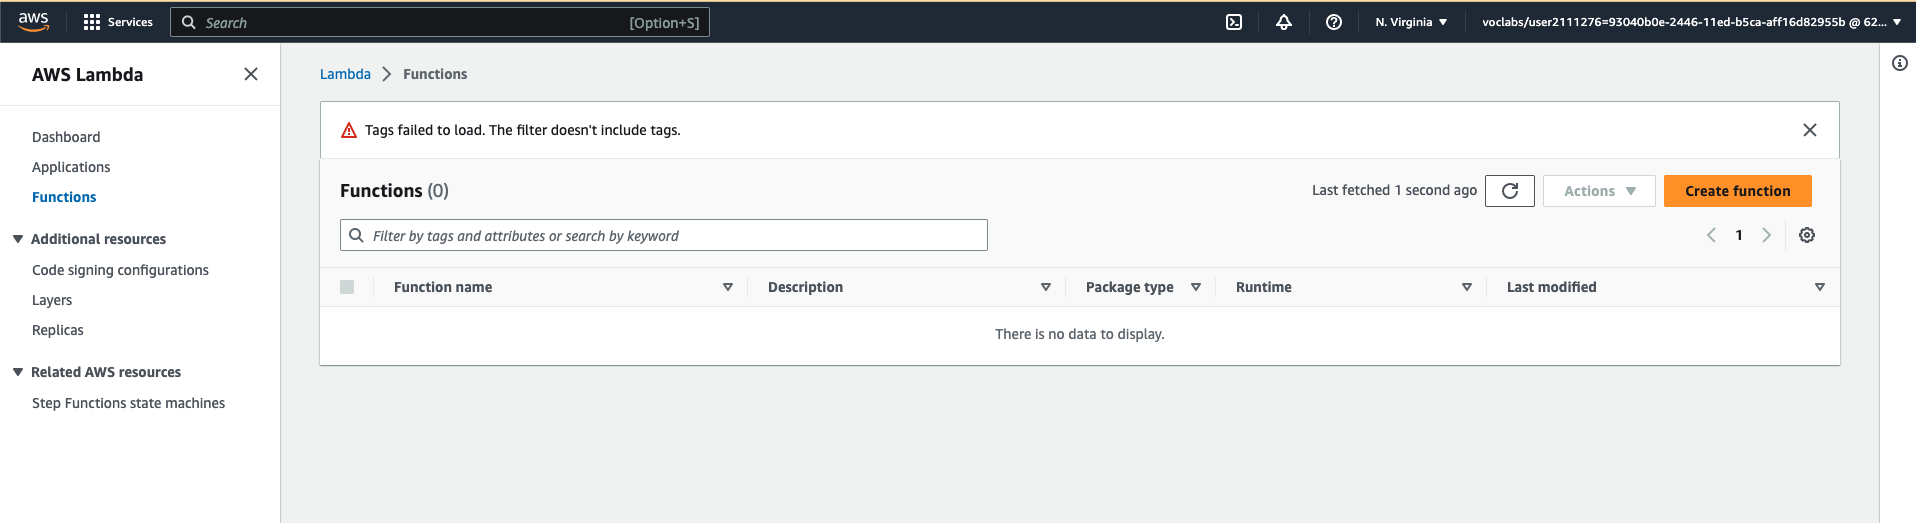 aws Services Search [Option+S] N. Virginia voclabs/user2111276=93040b0e-2446-11ed-b5ca-aff16d82955b @ 62...
AWS Lambda
Dashboard
Applications
Functions
Additional resources
Code signing configurations
Layers
Replicas
Related AWS resources
Step Functions state machines
Lambda Functions
Tags failed to load. The filter doesn't include tags.
Functions (0) Last fetched 1 second ago Actions Create function
Filter by tags and attributes or search by keyword 1
Function name Description Package type Runtime Last modified
There is no data to display.